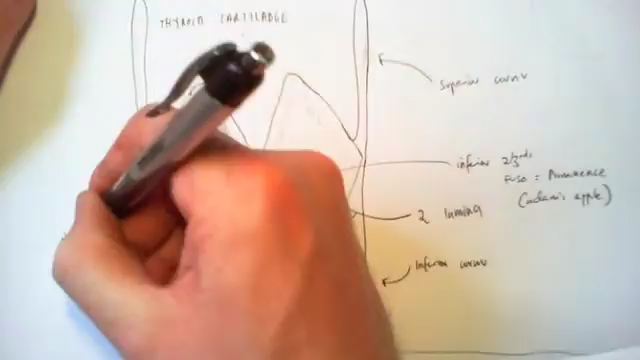 THYROID CARTILAGE
superior cornu
inferior 2/3rds
Fuse = Prominence
(adam's apple)
2 lamina
Inferior cornu